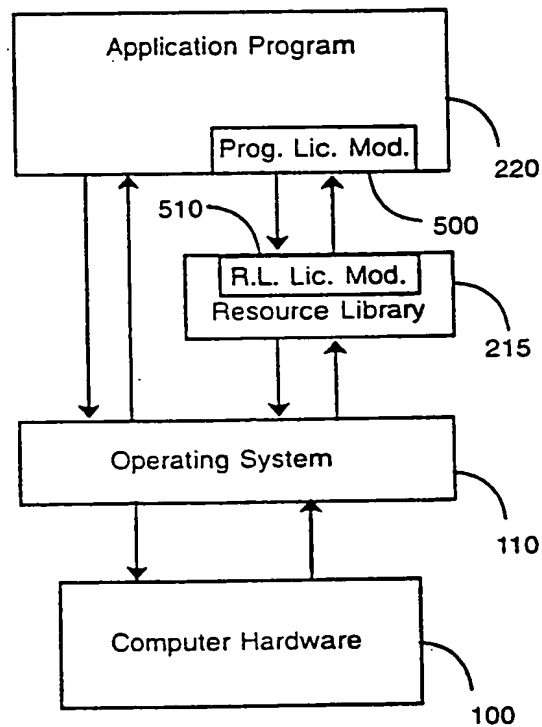 Application Program
Prog. Lic. Mod.
220
510
500
R.L. Lic. Mod.
Resource Library
215
Operating System
110
Computer Hardware
100